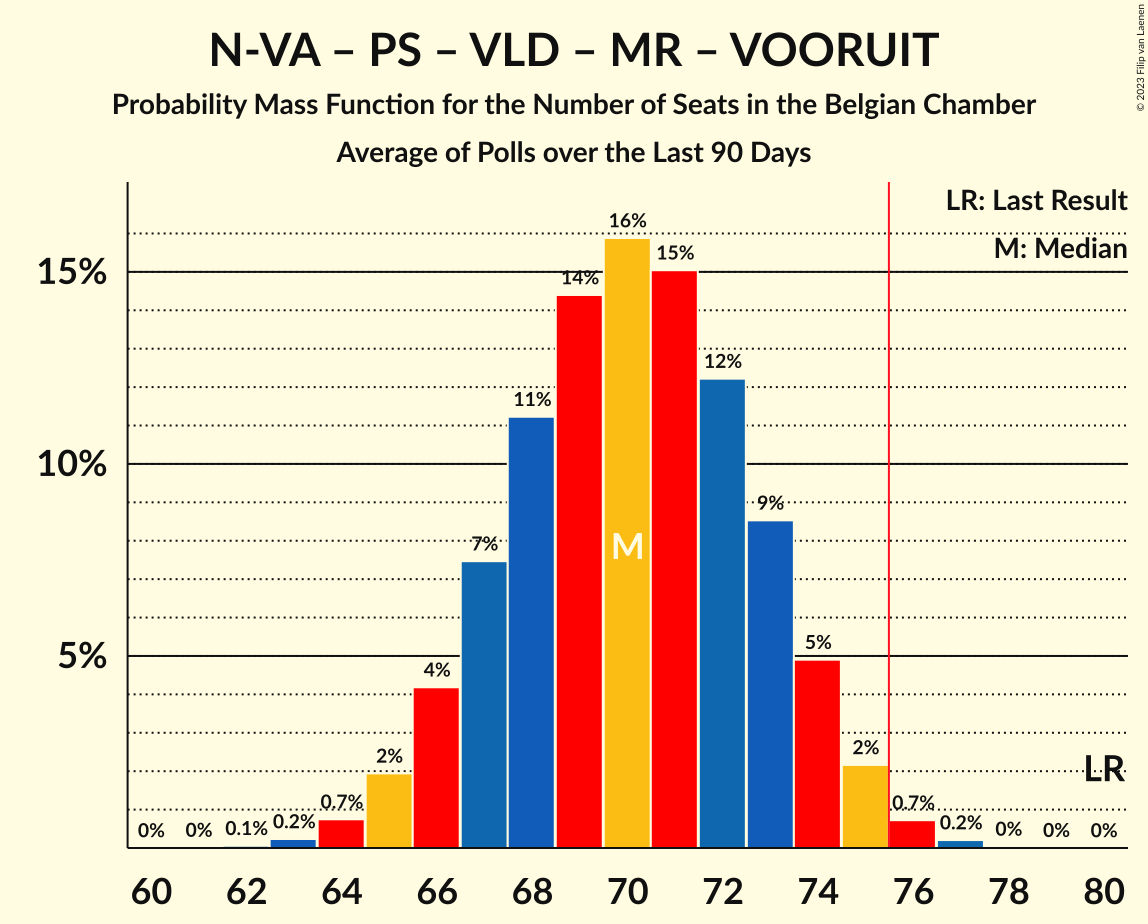 N-VA – PS – VLD – MR – VOORUIT
Probability Mass Function for the Number of Seats in the Belgian Chamber
Average of Polls over the Last 90 Days
© 2023 Filip van Laenen
LR: Last Result
M: Median
15%
10%
5%
0%
0%
0.1%
0.2%
0.7%
2%
4%
7%
11%
14%
16%
15%
12%
9%
5%
2%
0.7%
0.2%
0%
0%
0%
M
LR
60 62 64 66 68 70 72 74 76 78 80